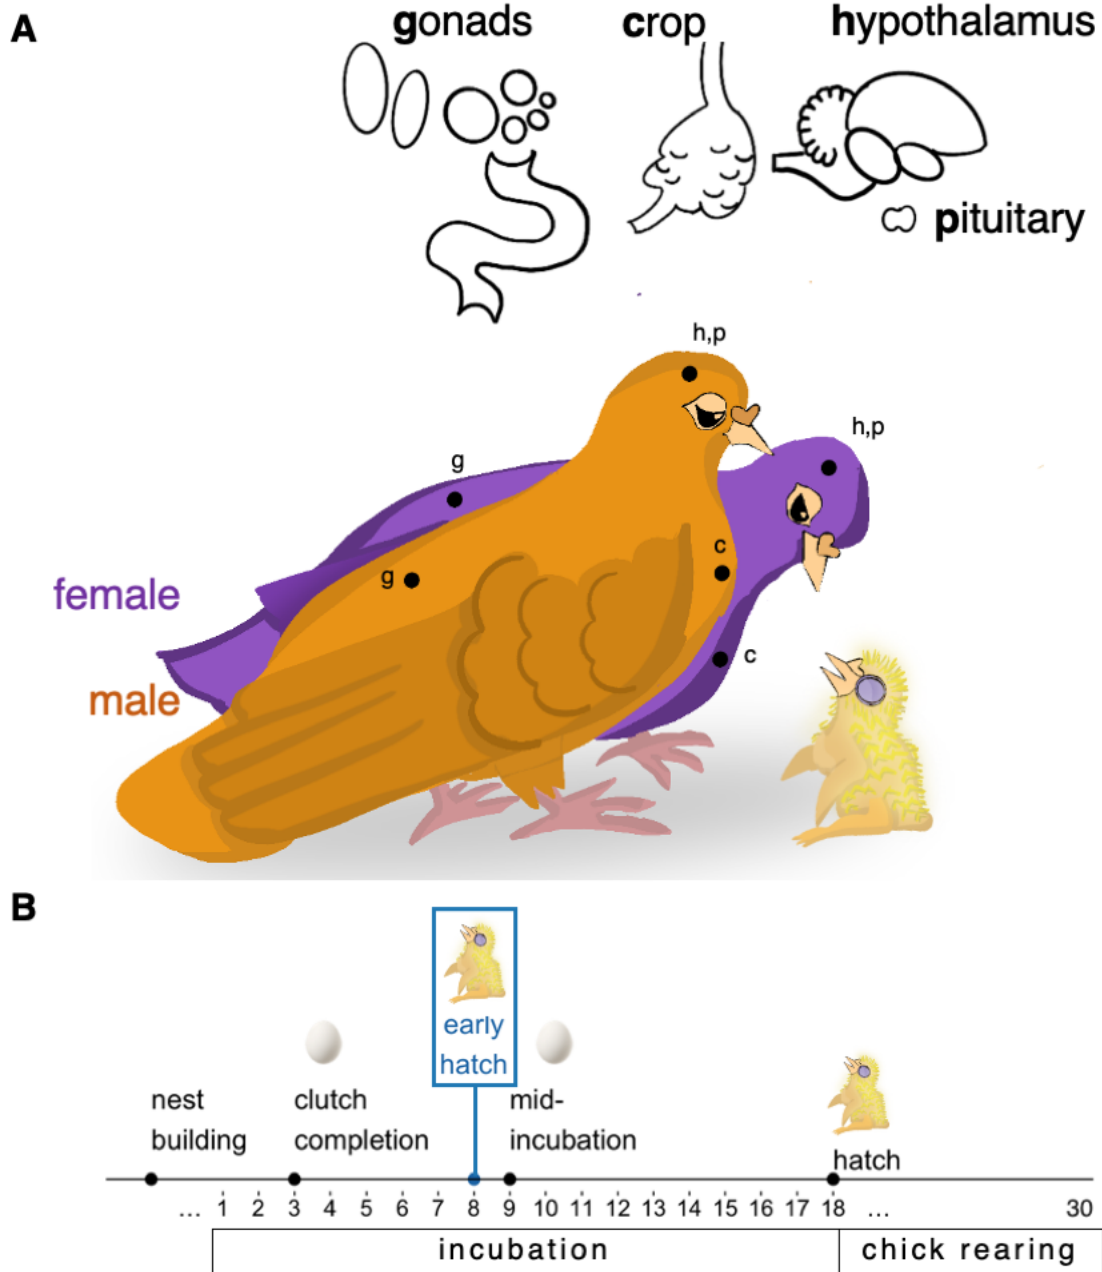 A
gonads
crop
hypothalamus
pituitary
h,p
h,p
g
g
c
c
female
male
B
early
hatch
nest
building
clutch
completion
mid-
incubation
hatch
... 1 2 3 4 5 6 7 8 9 10 11 12 13 14 15 16 17 18 ... 30
incubation
chick rearing